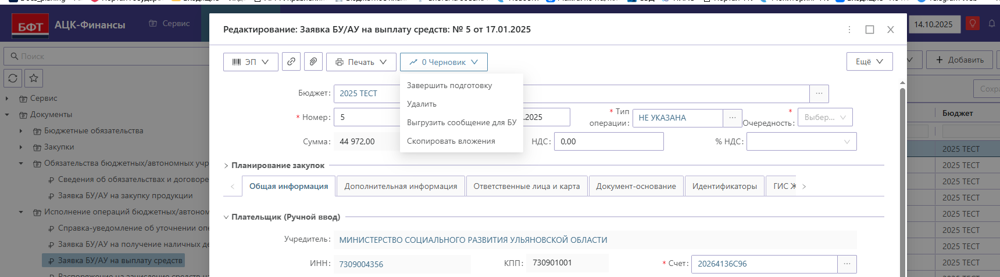 БФТ
АЦК-Финансы
Сервис
14.10.2025
Редактирование: Заявка БУ/АУ на выплату средств: № 5 от 17.01.2025
Поиск
ЭП
Печать
0 Черновик
Ещё
Добавить
Завершить подготовку
Удалить
Выгрузить сообщение для БУ
Скопировать вложения
Сервис
Документы
Бюджетные обязательства
Закупки
Обязательства бюджетных/автономных учр
Сведения об обязательствах и договоре
Заявка БУ/АУ на закупку продукции
Исполнение операций бюджетных/автоном
Справка-уведомление об уточнении опе
Заявка БУ/АУ на получение наличных де
Заявка БУ/АУ на выплату средств
Бюджет: 2025 ТЕСТ ...
* Номер: 5 .2025 * Тип операции: НЕ УКАЗАНА ... * Очередность: Выбер...
Сумма: 44 972,00 НДС: 0,00 % НДС:
Планирование закупок
Общая информация Дополнительная информация Ответственные лица и карта Документ-основание Идентификаторы ГИС Ж
Плательщик (Ручной ввод)
Учредитель: МИНИСТЕРСТВО СОЦИАЛЬНОГО РАЗВИТИЯ УЛЬЯНОВСКОЙ ОБЛАСТИ
ИНН: 7309004356 КПП: 730901001 * Счет: 20264136С96 ...
Сохра
Бюджет
2025 ТЕСТ
2025 ТЕСТ
2025 ТЕСТ
2025 ТЕСТ
2025 ТЕСТ
2025 ТЕСТ
2025 ТЕСТ
2025 ТЕСТ